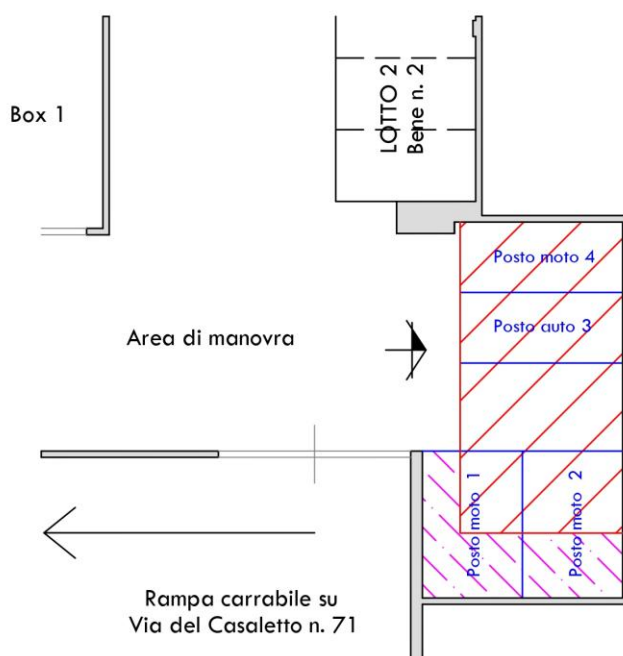 Box 1
LOTTO 2
Bene n. 2
Posto moto 4
Posto auto 3
Area di manovra
Posto moto 1
Posto moto 2
Rampa carrabile su
Via del Casaletto n. 71